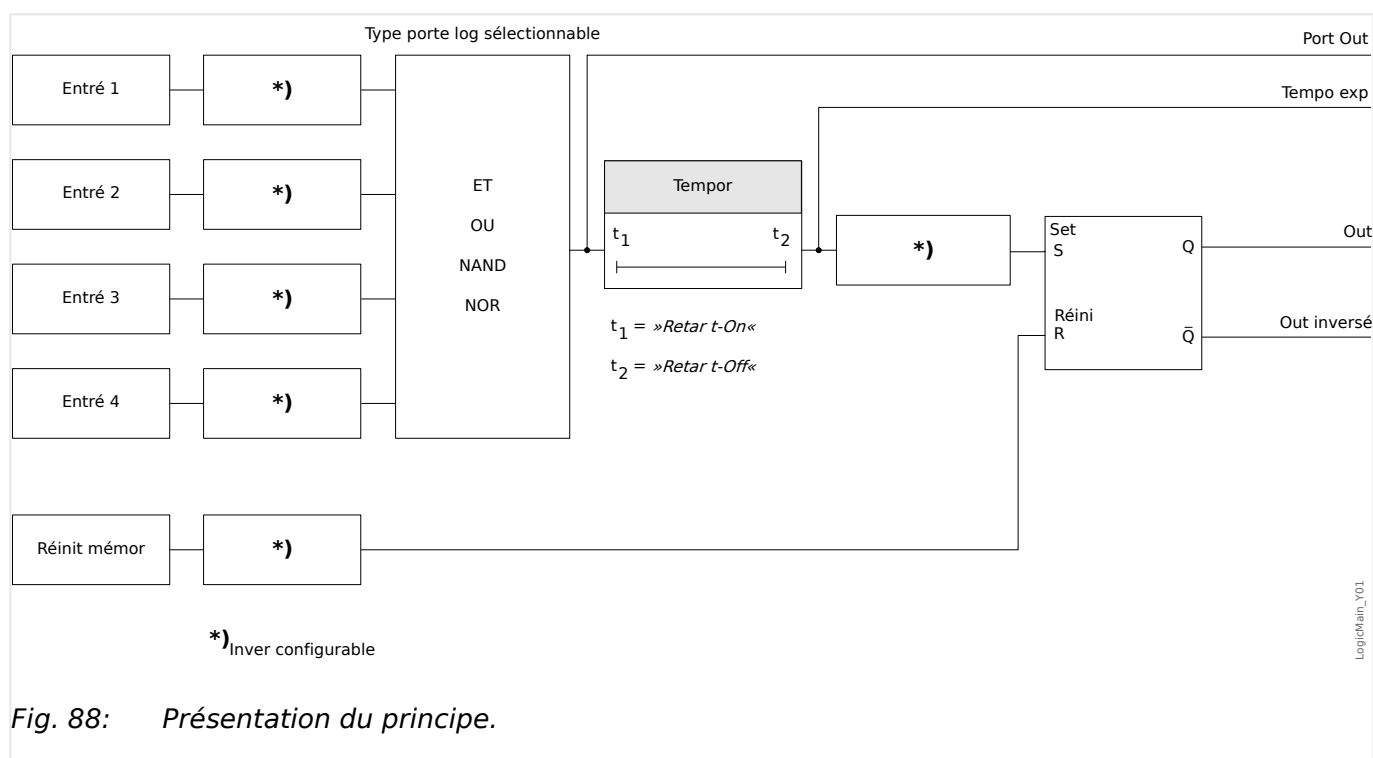 Type porte log sélectionnable
Port Out
Entré 1
*)
Tempo exp
Entré 2
*)
ET
OU
NAND
NOR
Tempor
t1
t2
*)
Set
S
Q
Out
Entré 3
*)
t1 = »Retar t-On«
Réini
R
Q̅
Out inversé
t2 = »Retar t-Off«
Entré 4
*)
Réinit mémor
*)
*)Inver configurable
LogicMain_Y01
Fig. 88: Présentation du principe.